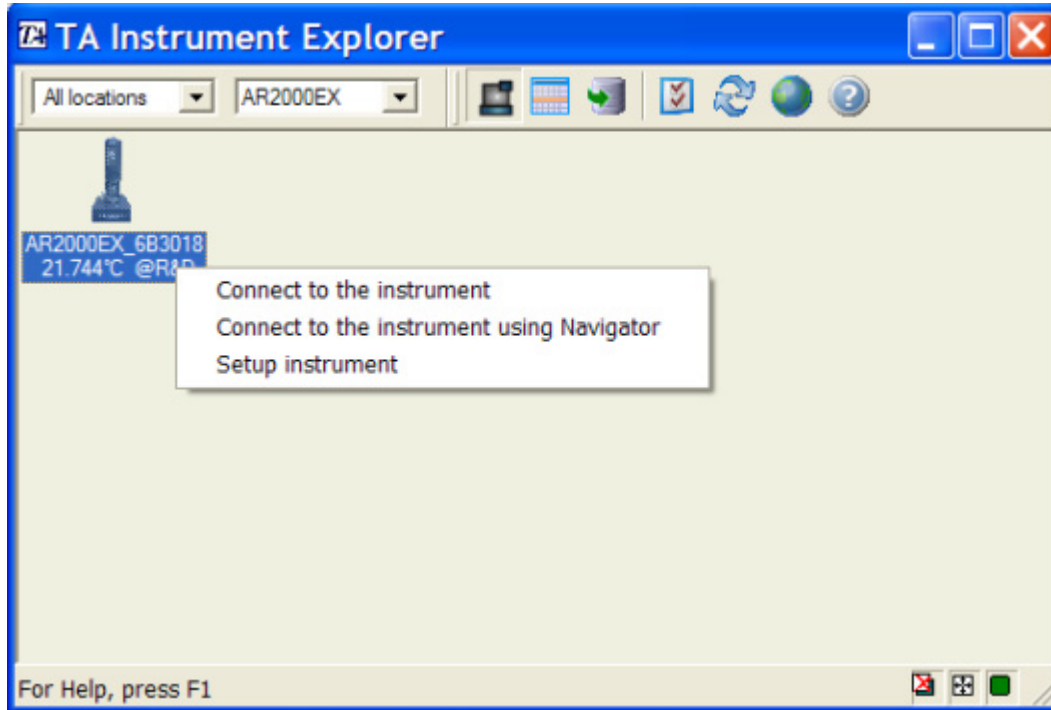 TA Instrument Explorer
All locations
AR2000EX
AR2000EX_6B3018
21.744°C @R&D
Connect to the instrument
Connect to the instrument using Navigator
Setup instrument
For Help, press F1